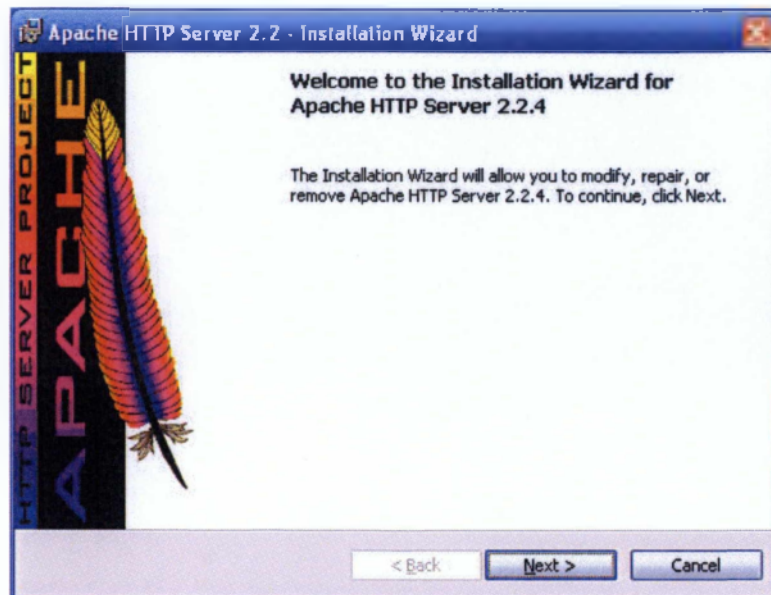 Apache HTTP Server 2.2 - Installation Wizard
HTTP SERVER PROJECT
APACHE
Welcome to the Installation Wizard for
Apache HTTP Server 2.2.4
The Installation Wizard will allow you to modify, repair, or
remove Apache HTTP Server 2.2.4. To continue, click Next.
< Back
Next >
Cancel